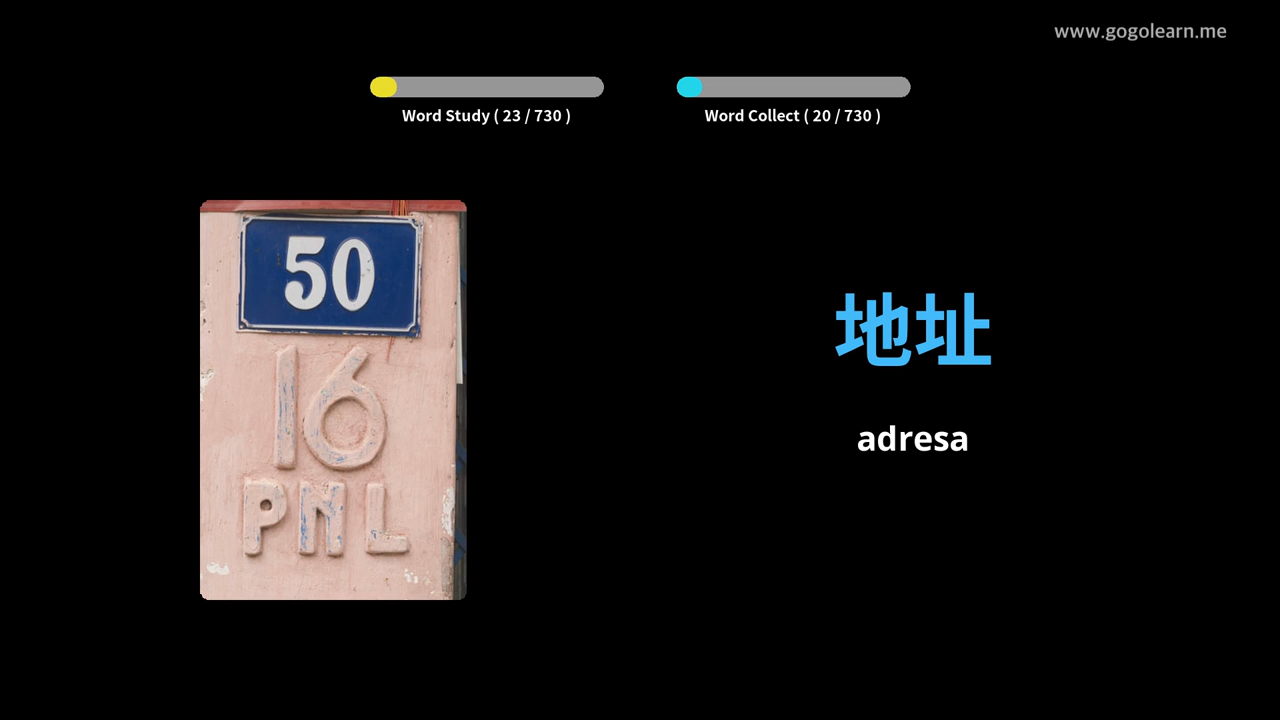 www.gogolearn.me
Word Study ( 23 / 730 )
Word Collect ( 20 / 730 )
50
16
PML
地址
adresa